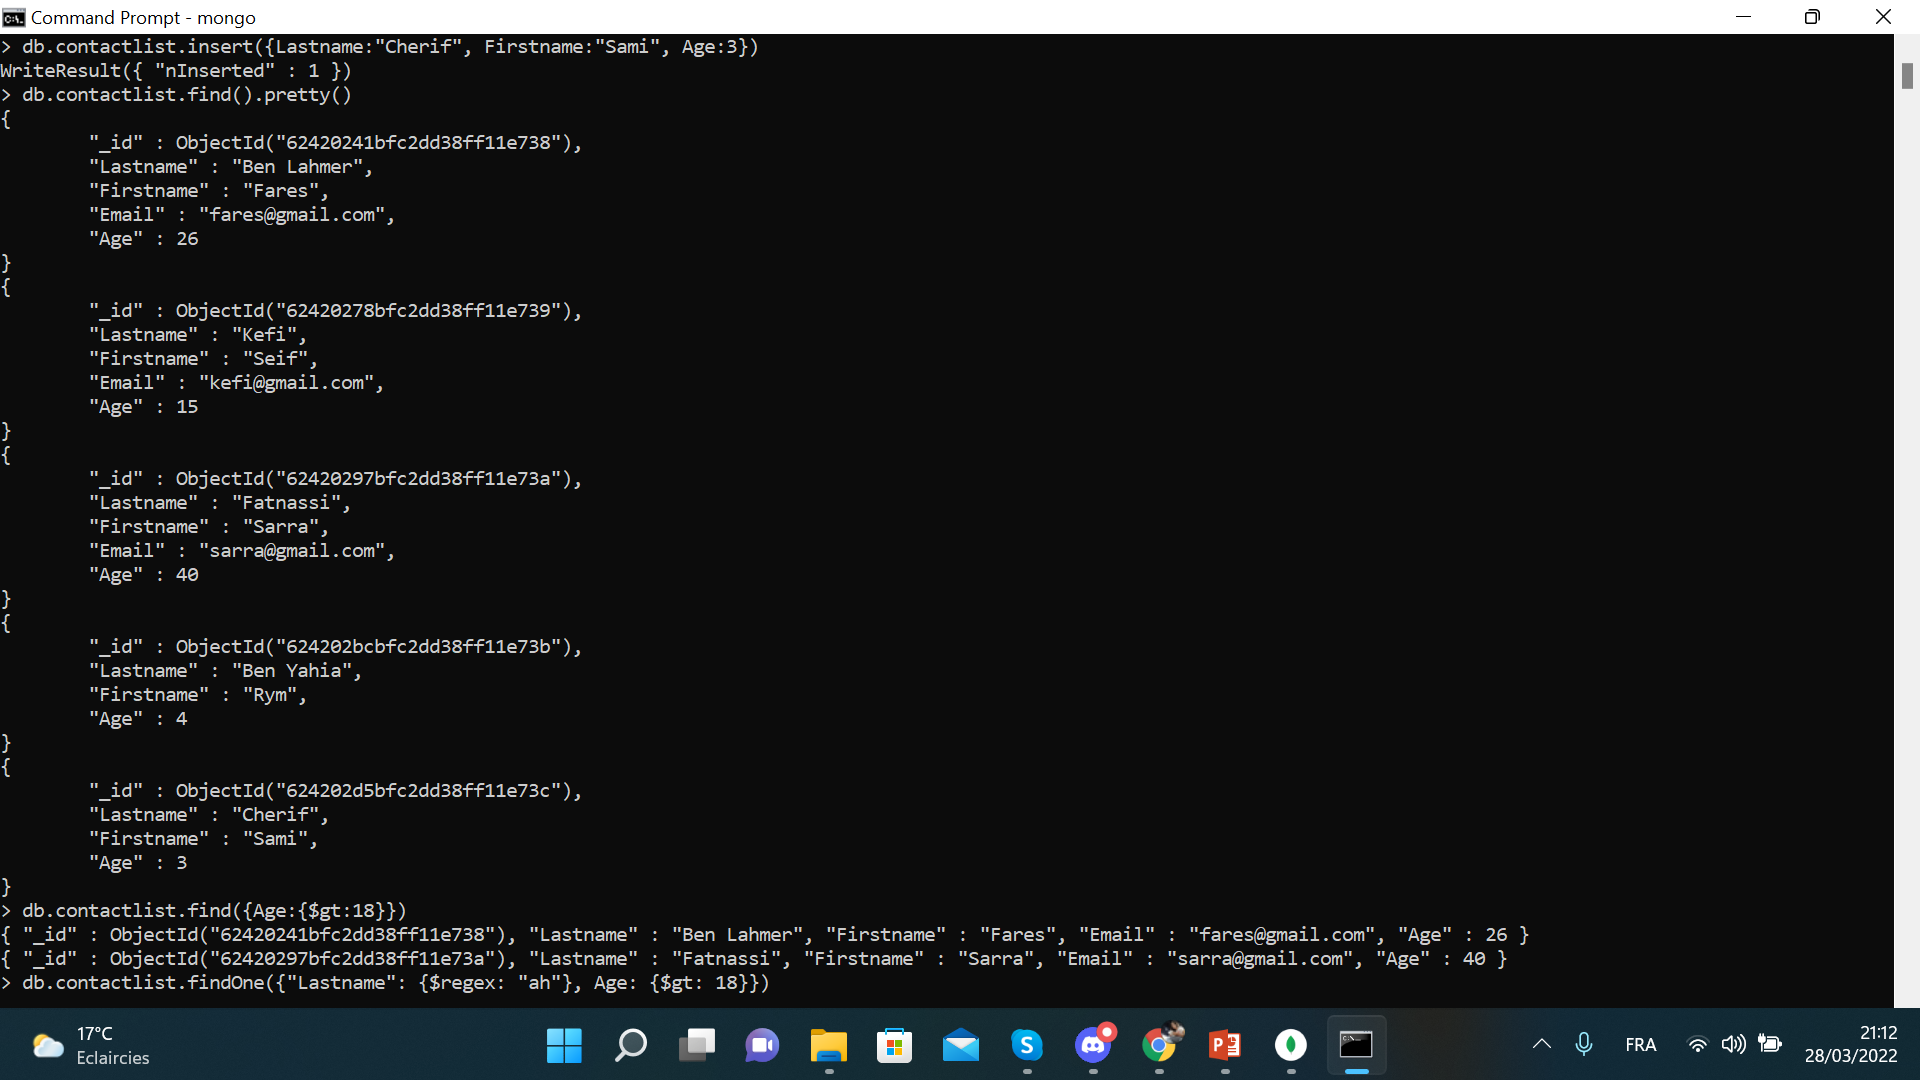 Command Prompt - mongo
> db.contactlist.insert({Lastname:"Cherif", Firstname:"Sami", Age:3})
WriteResult({ "nInserted" : 1 })
> db.contactlist.find().pretty()
{
        "_id" : ObjectId("62420241bfc2dd38ff11e738"),
        "Lastname" : "Ben Lahmer",
        "Firstname" : "Fares",
        "Email" : "fares@gmail.com",
        "Age" : 26
}
{
        "_id" : ObjectId("62420278bfc2dd38ff11e739"),
        "Lastname" : "Kefi",
        "Firstname" : "Seif",
        "Email" : "kefi@gmail.com",
        "Age" : 15
}
{
        "_id" : ObjectId("62420297bfc2dd38ff11e73a"),
        "Lastname" : "Fatnassi",
        "Firstname" : "Sarra",
        "Email" : "sarra@gmail.com",
        "Age" : 40
}
{
        "_id" : ObjectId("624202bcbfc2dd38ff11e73b"),
        "Lastname" : "Ben Yahia",
        "Firstname" : "Rym",
        "Age" : 4
}
{
        "_id" : ObjectId("624202d5bfc2dd38ff11e73c"),
        "Lastname" : "Cherif",
        "Firstname" : "Sami",
        "Age" : 3
}
> db.contactlist.find({Age:{$gt:18}})
{ "_id" : ObjectId("62420241bfc2dd38ff11e738"), "Lastname" : "Ben Lahmer", "Firstname" : "Fares", "Email" : "fares@gmail.com", "Age" : 26 }
{ "_id" : ObjectId("62420297bfc2dd38ff11e73a"), "Lastname" : "Fatnassi", "Firstname" : "Sarra", "Email" : "sarra@gmail.com", "Age" : 40 }
> db.contactlist.findOne({"Lastname": {$regex: "ah"}, Age: {$gt: 18}})
17°C
Eclaircies
FRA
21:12
28/03/2022